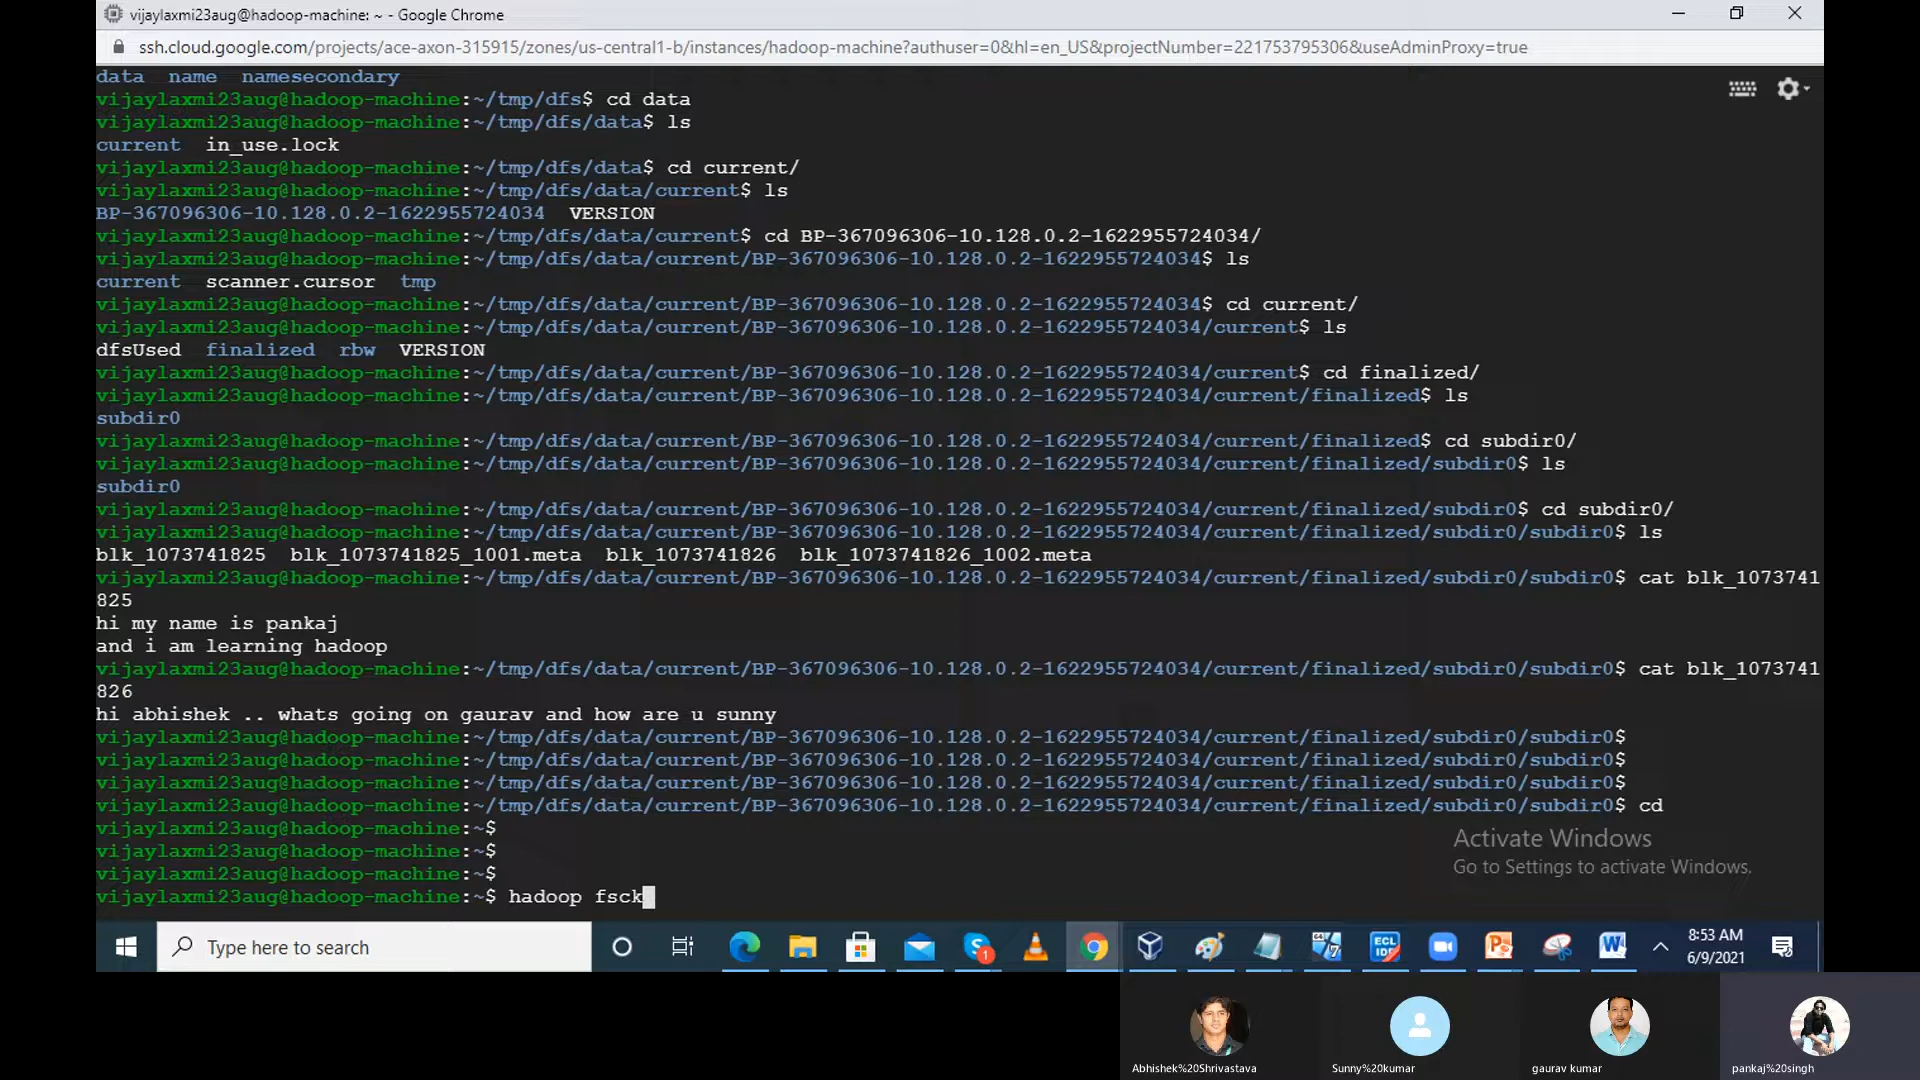 vijaylaxmi23aug@hadoop-machine: ~ - Google Chrome
ssh.cloud.google.com/projects/ace-axon-315915/zones/us-central1-b/instances/hadoop-machine?authuser=0&hl=en_US&projectNumber=221753795306&useAdminProxy=true
data name namesecondary
vijaylaxmi23aug@hadoop-machine:~/tmp/dfs$ cd data
vijaylaxmi23aug@hadoop-machine:~/tmp/dfs/data$ ls
current in_use.lock
vijaylaxmi23aug@hadoop-machine:~/tmp/dfs/data$ cd current/
vijaylaxmi23aug@hadoop-machine:~/tmp/dfs/data/current$ ls
BP-367096306-10.128.0.2-1622955724034 VERSION
vijaylaxmi23aug@hadoop-machine:~/tmp/dfs/data/current$ cd BP-367096306-10.128.0.2-1622955724034/
vijaylaxmi23aug@hadoop-machine:~/tmp/dfs/data/current/BP-367096306-10.128.0.2-1622955724034$ ls
current scanner.cursor tmp
vijaylaxmi23aug@hadoop-machine:~/tmp/dfs/data/current/BP-367096306-10.128.0.2-1622955724034$ cd current/
vijaylaxmi23aug@hadoop-machine:~/tmp/dfs/data/current/BP-367096306-10.128.0.2-1622955724034/current$ ls
dfsUsed finalized rbw VERSION
vijaylaxmi23aug@hadoop-machine:~/tmp/dfs/data/current/BP-367096306-10.128.0.2-1622955724034/current$ cd finalized/
vijaylaxmi23aug@hadoop-machine:~/tmp/dfs/data/current/BP-367096306-10.128.0.2-1622955724034/current/finalized$ ls
subdir0
vijaylaxmi23aug@hadoop-machine:~/tmp/dfs/data/current/BP-367096306-10.128.0.2-1622955724034/current/finalized$ cd subdir0/
vijaylaxmi23aug@hadoop-machine:~/tmp/dfs/data/current/BP-367096306-10.128.0.2-1622955724034/current/finalized/subdir0$ ls
subdir0
vijaylaxmi23aug@hadoop-machine:~/tmp/dfs/data/current/BP-367096306-10.128.0.2-1622955724034/current/finalized/subdir0$ cd subdir0/
vijaylaxmi23aug@hadoop-machine:~/tmp/dfs/data/current/BP-367096306-10.128.0.2-1622955724034/current/finalized/subdir0/subdir0$ ls
blk_1073741825 blk_1073741825_1001.meta blk_1073741826 blk_1073741826_1002.meta
vijaylaxmi23aug@hadoop-machine:~/tmp/dfs/data/current/BP-367096306-10.128.0.2-1622955724034/current/finalized/subdir0/subdir0$ cat blk_1073741
825
hi my name is pankaj
and i am learning hadoop
vijaylaxmi23aug@hadoop-machine:~/tmp/dfs/data/current/BP-367096306-10.128.0.2-1622955724034/current/finalized/subdir0/subdir0$ cat blk_1073741
826
hi abhishek .. whats going on gaurav and how are u sunny
vijaylaxmi23aug@hadoop-machine:~/tmp/dfs/data/current/BP-367096306-10.128.0.2-1622955724034/current/finalized/subdir0/subdir0$
vijaylaxmi23aug@hadoop-machine:~/tmp/dfs/data/current/BP-367096306-10.128.0.2-1622955724034/current/finalized/subdir0/subdir0$
vijaylaxmi23aug@hadoop-machine:~/tmp/dfs/data/current/BP-367096306-10.128.0.2-1622955724034/current/finalized/subdir0/subdir0$
vijaylaxmi23aug@hadoop-machine:~/tmp/dfs/data/current/BP-367096306-10.128.0.2-1622955724034/current/finalized/subdir0/subdir0$ cd
vijaylaxmi23aug@hadoop-machine:~$
vijaylaxmi23aug@hadoop-machine:~$
vijaylaxmi23aug@hadoop-machine:~$
vijaylaxmi23aug@hadoop-machine:~$ hadoop fsck
Activate Windows
Go to Settings to activate Windows.
Type here to search
1
64
7
ECL
IDE
P
W
8:53 AM
6/9/2021
Abhishek%20Shrivastava
Sunny%20kumar
gaurav kumar
pankaj%20singh